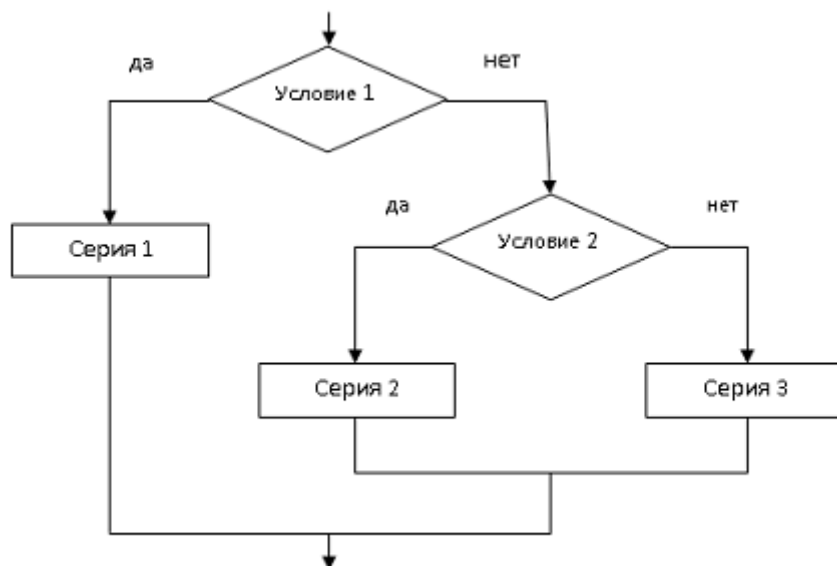 да
нет
Условие 1
да
нет
Серия 1
Условие 2
Серия 2
Серия 3